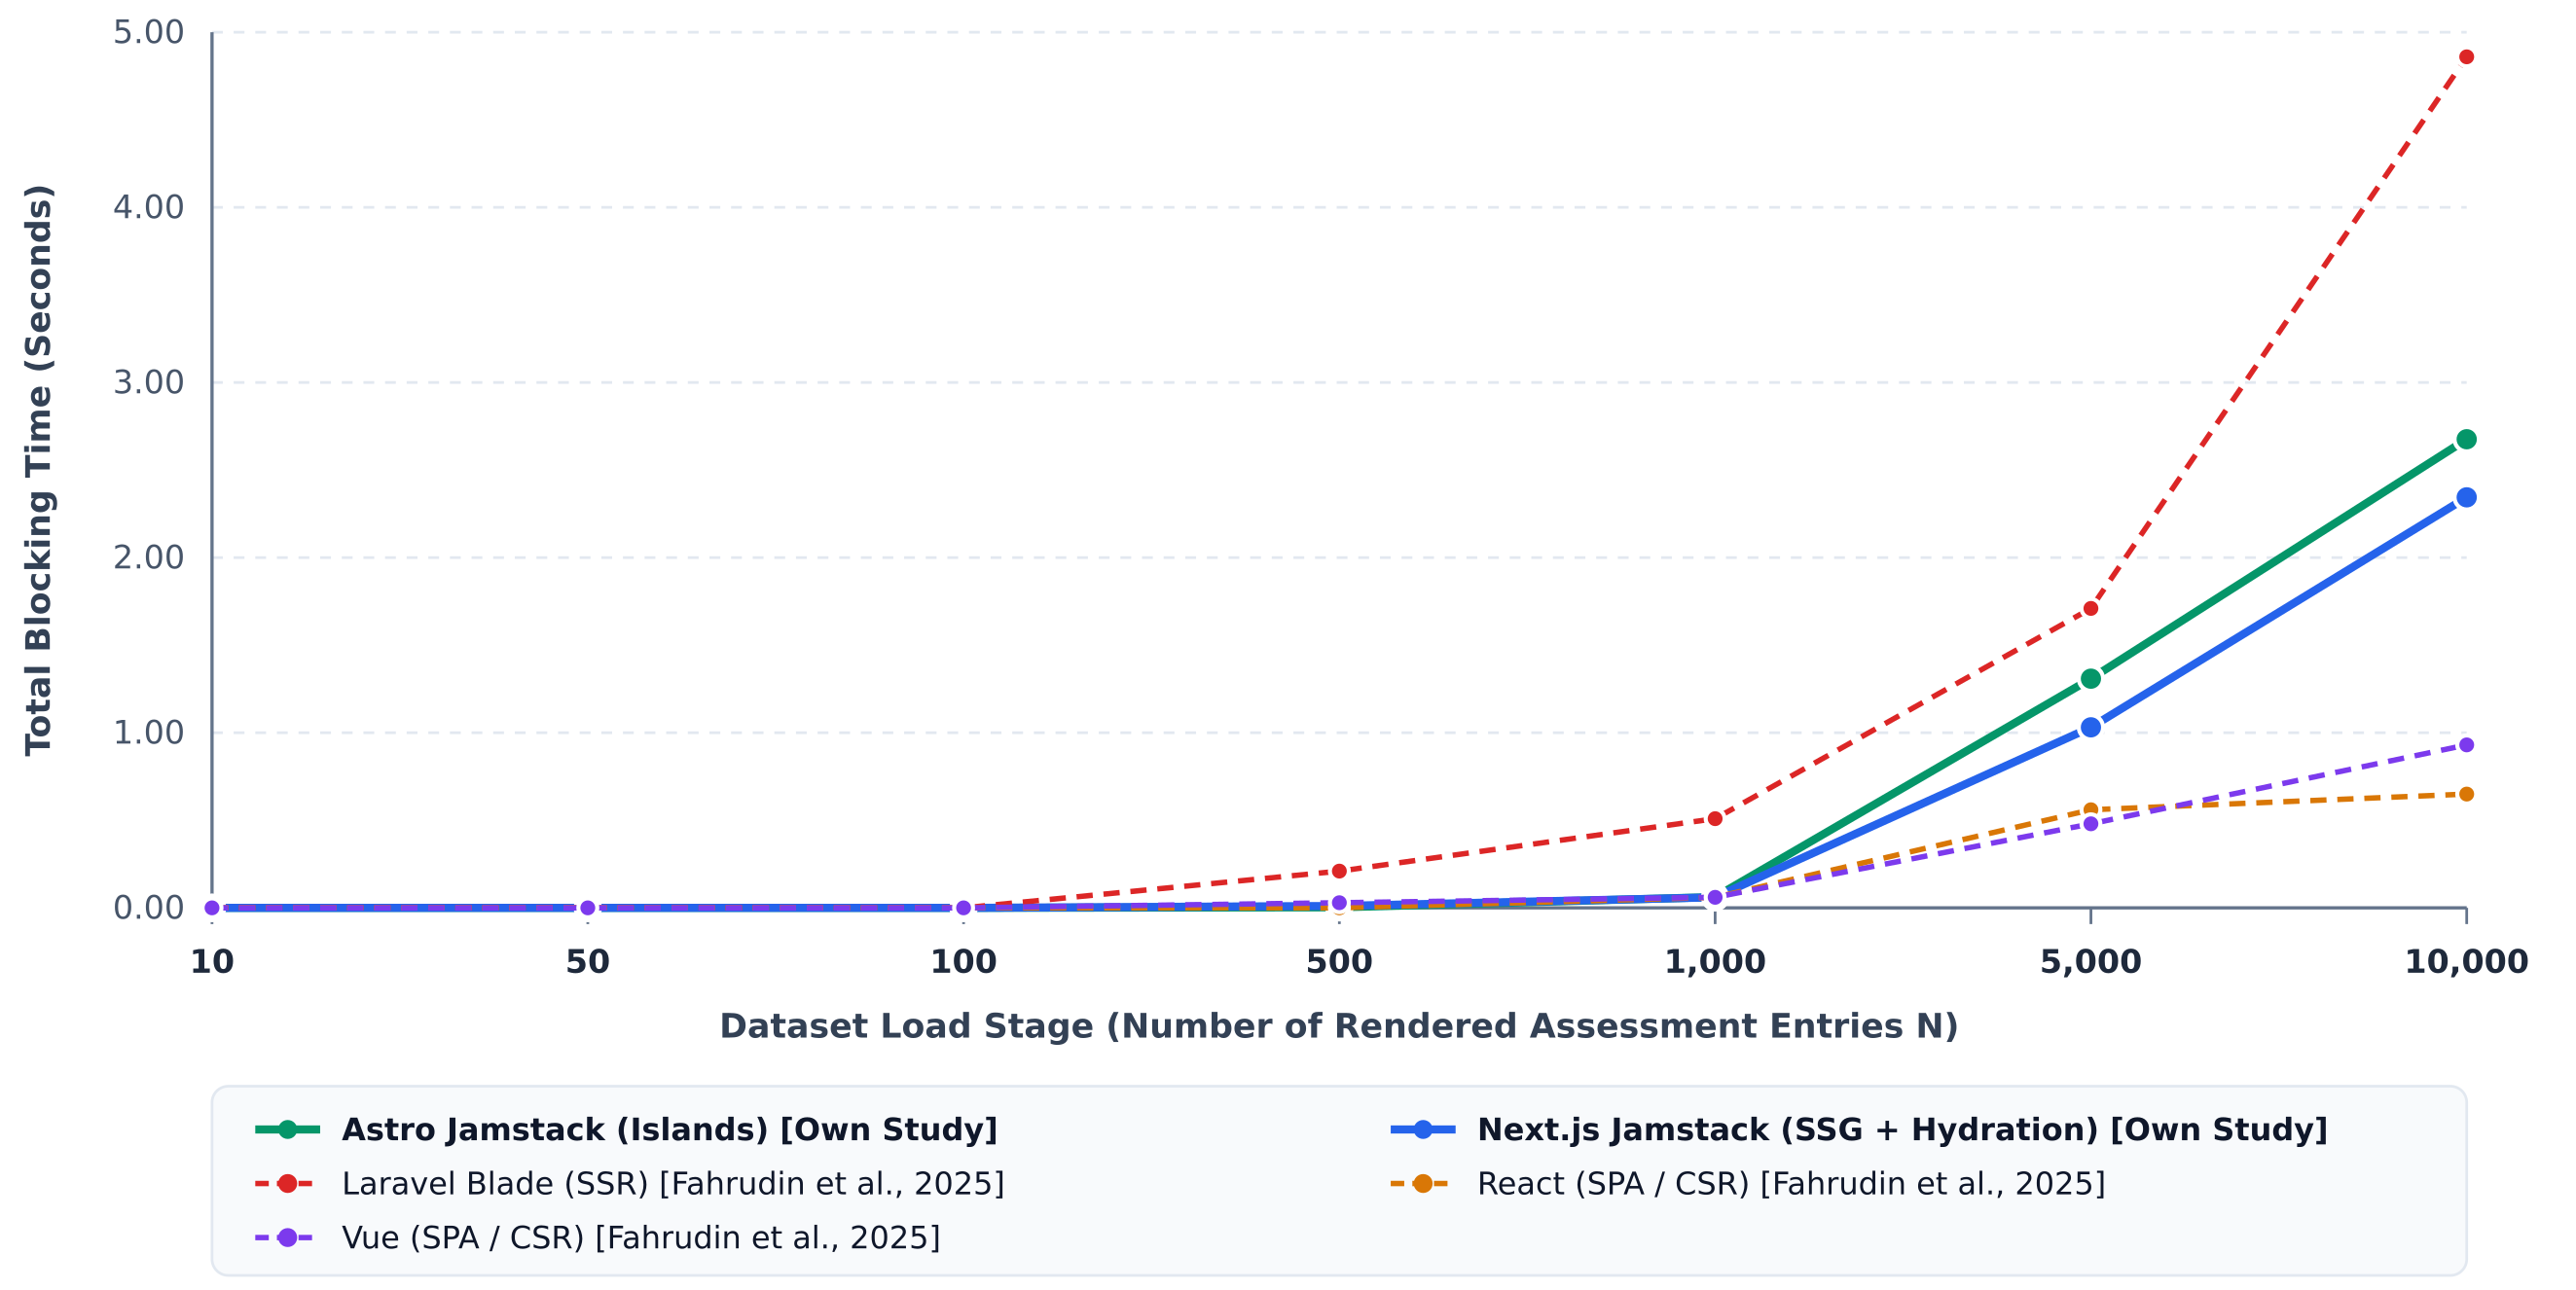 5.00
4.00
3.00
2.00
1.00
0.00
Total Blocking Time (Seconds)
10 50 100 500 1,000 5,000 10,000
Dataset Load Stage (Number of Rendered Assessment Entries N)
Astro Jamstack (Islands) [Own Study]
Next.js Jamstack (SSG + Hydration) [Own Study]
Laravel Blade (SSR) [Fahrudin et al., 2025]
React (SPA / CSR) [Fahrudin et al., 2025]
Vue (SPA / CSR) [Fahrudin et al., 2025]